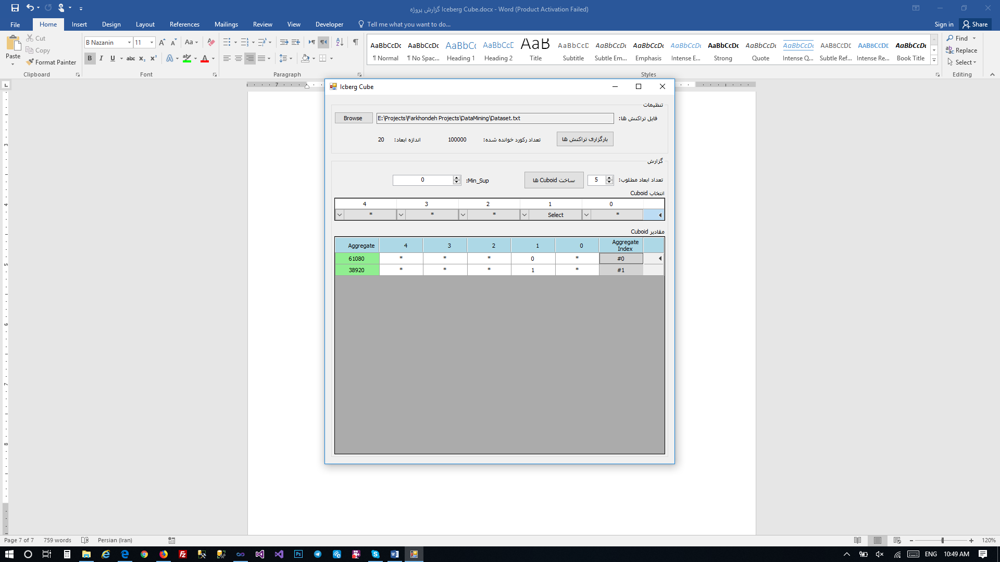 گزارش پروژه Iceberg Cube.docx - Word (Product Activation Failed)
File Home Insert Design Layout References Mailings Review View Developer Tell me what you want to do... Sign in Share
Paste Cut
Copy
Format Painter
B Nazanin 11
Clipboard Font Paragraph Styles Editing
AaBbCcDc AaBbCcDc AaBbCc AaBbCcD AaB AaBbCcD AaBbCcDc AaBbCcDc AaBbCcDc AaBbCcDc AaBbCcDc AaBbCcDc AaBbCcDd AaBbCcDd AaBbCcDc
¶ Normal ¶ No Spac... Heading 1 Heading 2 Title Subtitle Subtle Em... Emphasis Intense E... Strong Quote Intense Q... Subtle Ref... Intense Re... Book Title
Find
Replace
Select
Icberg Cube
تنظیمات
فایل تراکنش ها: E:\Projects\Farkhondeh Projects\DataMining\Dataset.txt Browse
بارگزاری تراکنش ها تعداد رکورد خوانده شده: 100000 اندازه ابعاد: 20
گزارش
تعداد ابعاد مطلوب: 5 ساخت Cuboid ها Min_Sup: 0
انتخاب Cuboid
4 3 2 1 0
* * * Select *
مقادیر Cuboid
Aggregate 4 3 2 1 0 Aggregate Index
61080 * * * 0 * #0
38920 * * * 1 * #1
Page 7 of 7 759 words Persian (Iran) 120%
ENG 10:49 AM